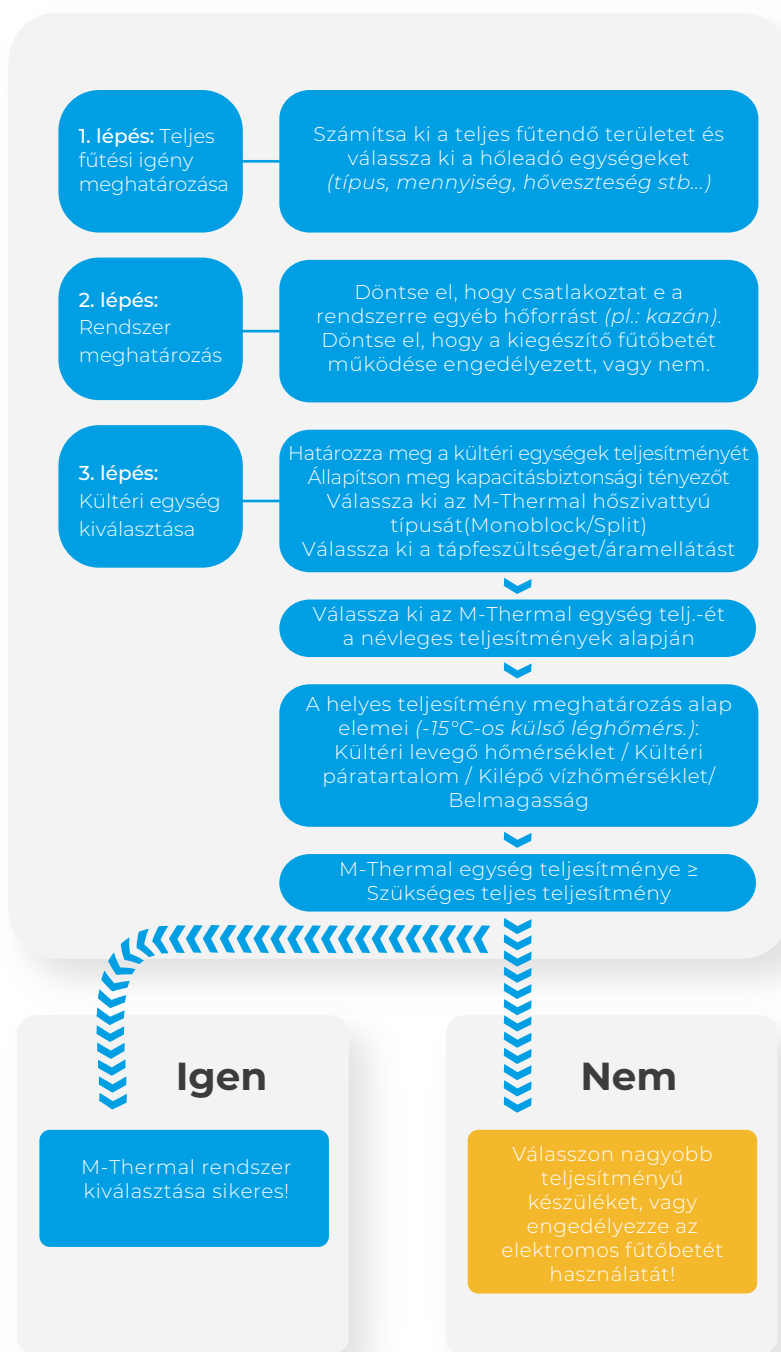 1. lépés: Teljes
fűtési igény
meghatározása
Számítsa ki a teljes fűtendő területet és
válassza ki a hőleadó egységeket
(típus, mennyiség, hőveszteség stb...)
2. lépés:
Rendszer
meghatározás
Döntse el, hogy csatlakoztat e a
rendszerre egyéb hőforrást (pl.: kazán).
Döntse el, hogy a kiegészítő fűtőbetét
működése engedélyezett, vagy nem.
3. lépés:
Kültéri egység
kiválasztása
Határozza meg a kültéri egységek teljesítményét
Állapítson meg kapacitásbiztonsági tényezőt
Válassza ki az M-Thermal hőszivattyú
típusát(Monoblock/Split)
Válassza ki a tápfeszültséget/áramellátást
Válassza ki az M-Thermal egység telj.-ét
a névleges teljesítmények alapján
A helyes teljesítmény meghatározás alap
elemei (-15°C-os külső léghőmérs.):
Kültéri levegő hőmérséklet / Kültéri
páratartalom / Kilépő vízhőmérséklet/
Belmagasság
M-Thermal egység teljesítménye ≥
Szükséges teljes teljesítmény
Igen
M-Thermal rendszer
kiválasztása sikeres!
Nem
Válasszon nagyobb
teljesítményű
készüléket, vagy
engedélyezze az
elektromos fűtőbetét
használatát!